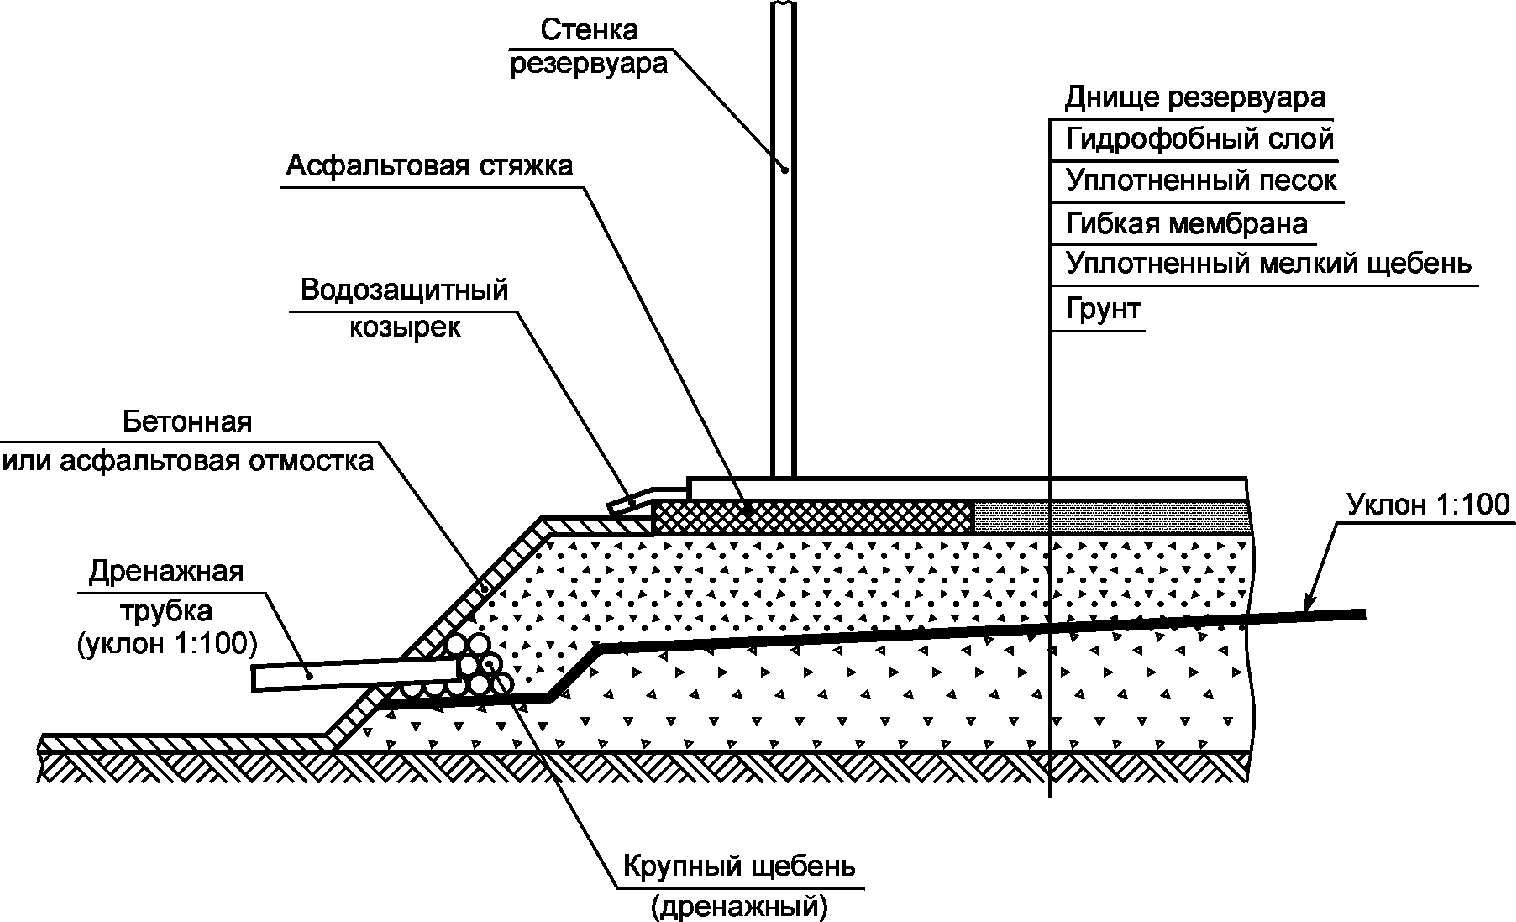 Стенка
резервуара
Днище резервуара
Гидрофобный слой
Асфальтовая стяжка
Уплотненный песок
Гибкая мембрана
Уплотненный мелкий щебень
Водозащитный
козырек
Грунт
Бетонная
или асфальтовая отмостка
Уклон 1:100
Дренажная
трубка
(уклон 1:100)
Крупный щебень
(дренажный)